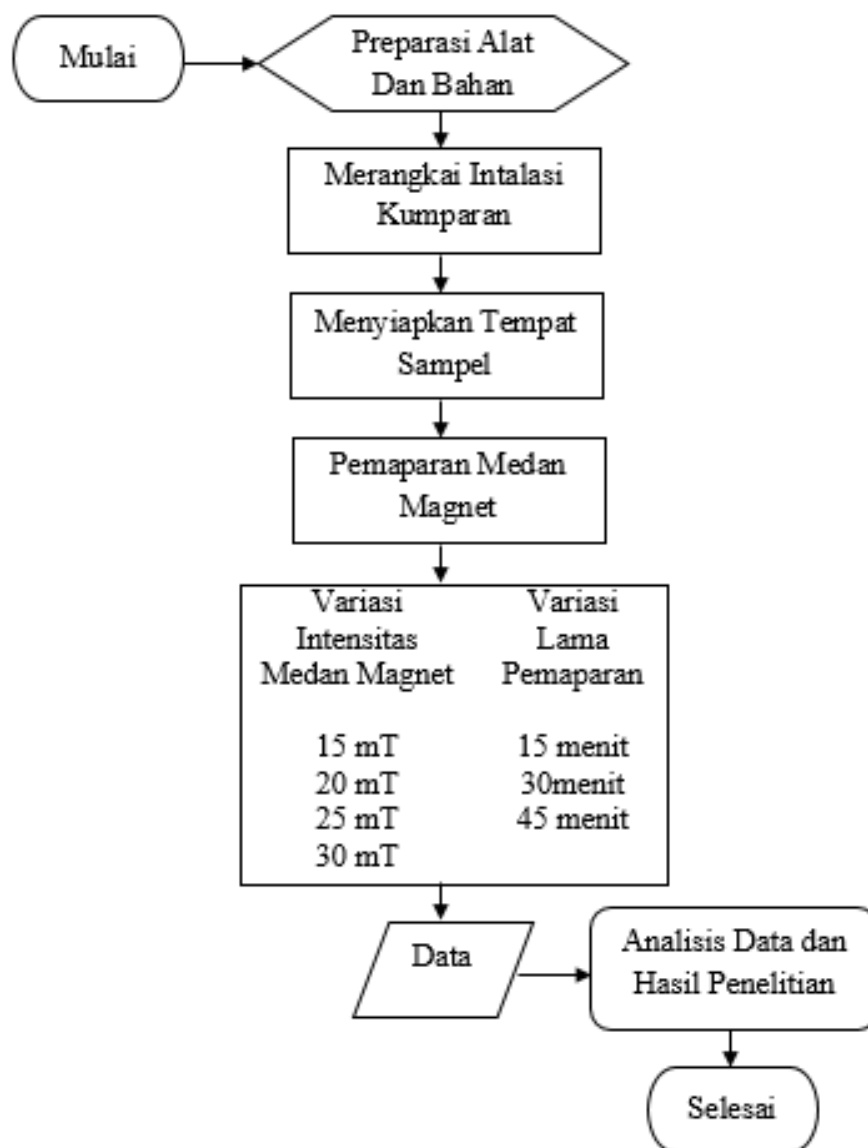 Mulai
Preparasi Alat
Dan Bahan
Merangkai Intalasi
Kumparan
Menyiapkan Tempat
Sampel
Pemaparan Medan
Magnet
Variasi
Intensitas
Medan Magnet
15 mT
20 mT
25 mT
30 mT
Variasi
Lama
Pemaparan
15 menit
30menit
45 menit
Data
Analisis Data dan
Hasil Penelitian
Selesai